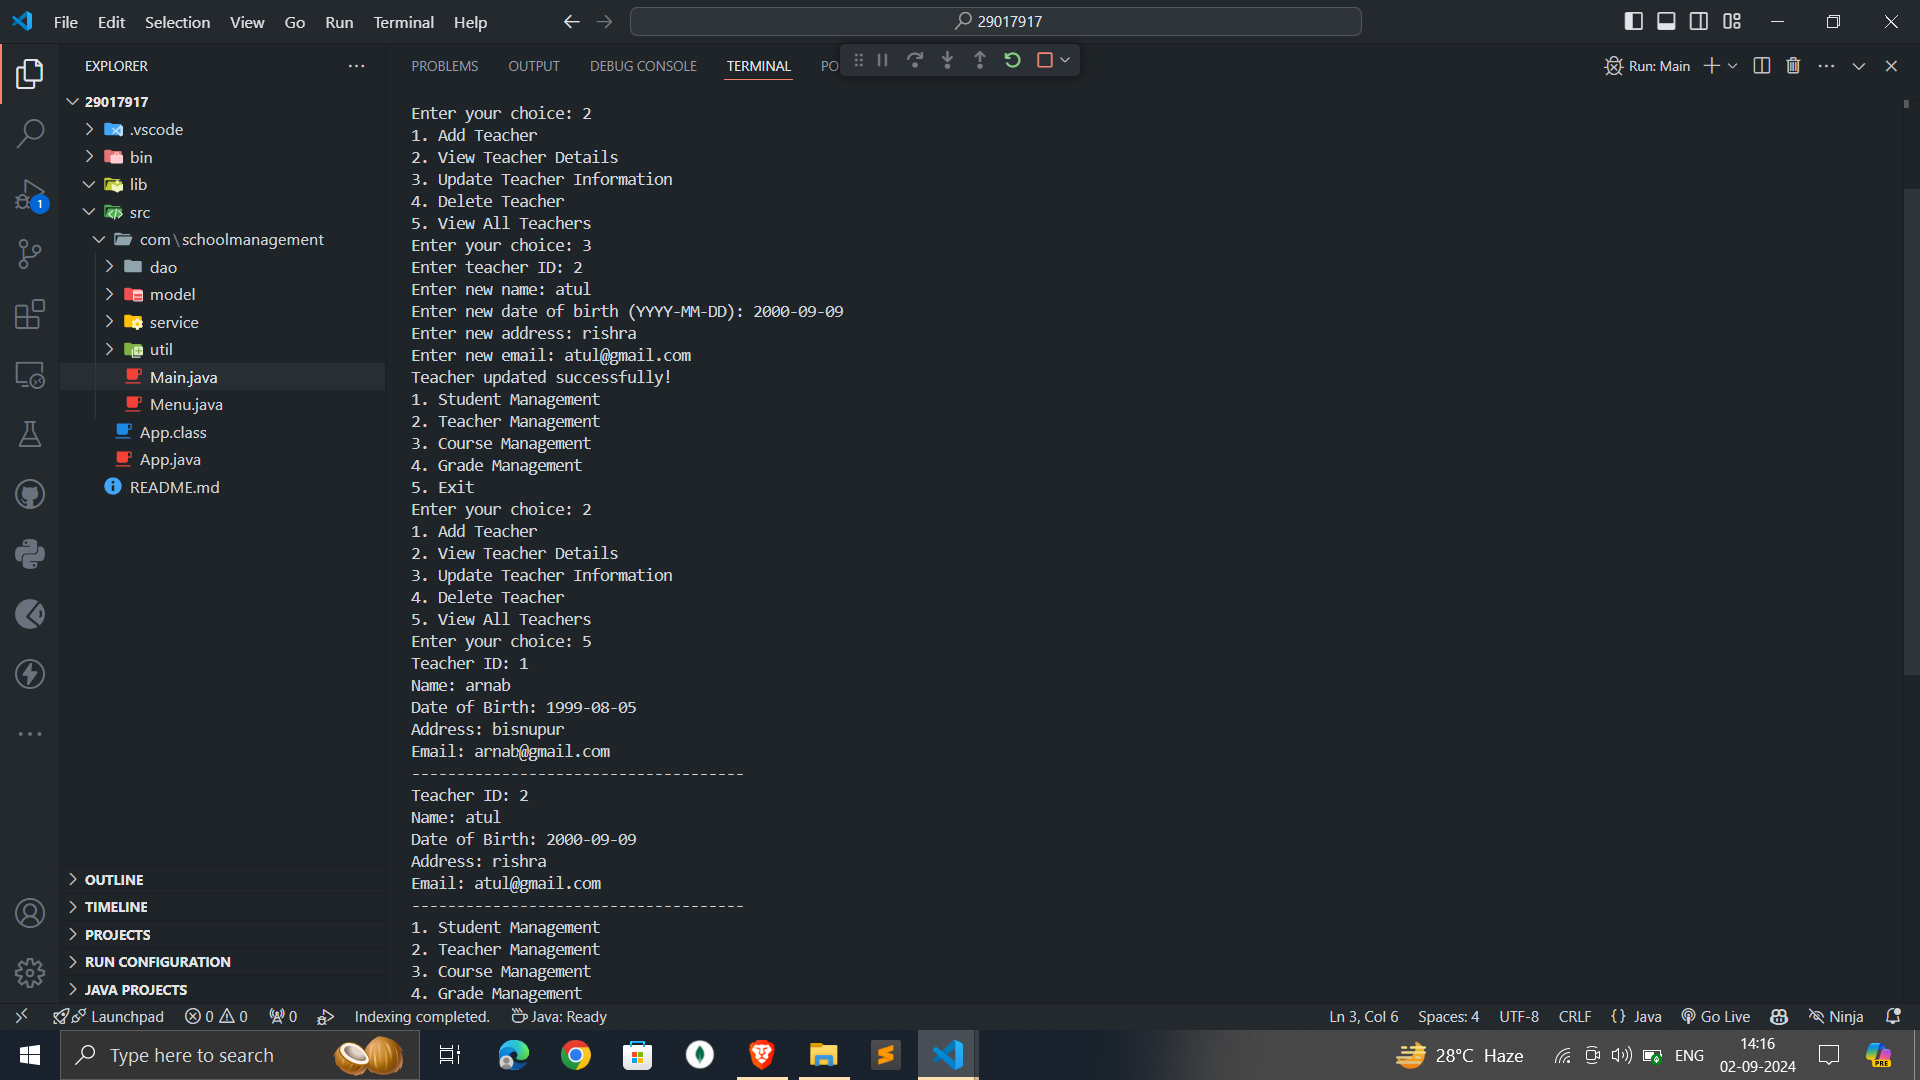 File Edit Selection View Go Run Terminal Help
29017917
EXPLORER
PROBLEMS OUTPUT DEBUG CONSOLE TERMINAL PO
Run: Main
29017917
.vscode
bin
lib
src
com\schoolmanagement
dao
model
service
util
Main.java
Menu.java
App.class
App.java
README.md
OUTLINE
TIMELINE
PROJECTS
RUN CONFIGURATION
JAVA PROJECTS
1
Enter your choice: 2
1. Add Teacher
2. View Teacher Details
3. Update Teacher Information
4. Delete Teacher
5. View All Teachers
Enter your choice: 3
Enter teacher ID: 2
Enter new name: atul
Enter new date of birth (YYYY-MM-DD): 2000-09-09
Enter new address: rishra
Enter new email: atul@gmail.com
Teacher updated successfully!
1. Student Management
2. Teacher Management
3. Course Management
4. Grade Management
5. Exit
Enter your choice: 2
1. Add Teacher
2. View Teacher Details
3. Update Teacher Information
4. Delete Teacher
5. View All Teachers
Enter your choice: 5
Teacher ID: 1
Name: arnab
Date of Birth: 1999-08-05
Address: bisnupur
Email: arnab@gmail.com
-------------------------------------
Teacher ID: 2
Name: atul
Date of Birth: 2000-09-09
Address: rishra
Email: atul@gmail.com
-------------------------------------
1. Student Management
2. Teacher Management
3. Course Management
4. Grade Management
Launchpad 0 0 0 Indexing completed. Java: Ready
Ln 3, Col 6 Spaces: 4 UTF-8 CRLF {} Java Go Live Ninja
Type here to search
28°C Haze
ENG
14:16
02-09-2024
PRE